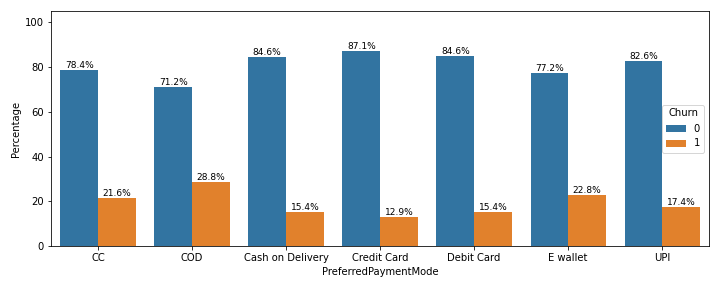 100
80
60
40
20
0
Percentage
78.4%
21.6%
71.2%
28.8%
84.6%
15.4%
87.1%
12.9%
84.6%
15.4%
77.2%
22.8%
82.6%
17.4%
Churn
0
1
CC
COD
Cash on Delivery
Credit Card
Debit Card
E wallet
UPI
PreferredPaymentMode